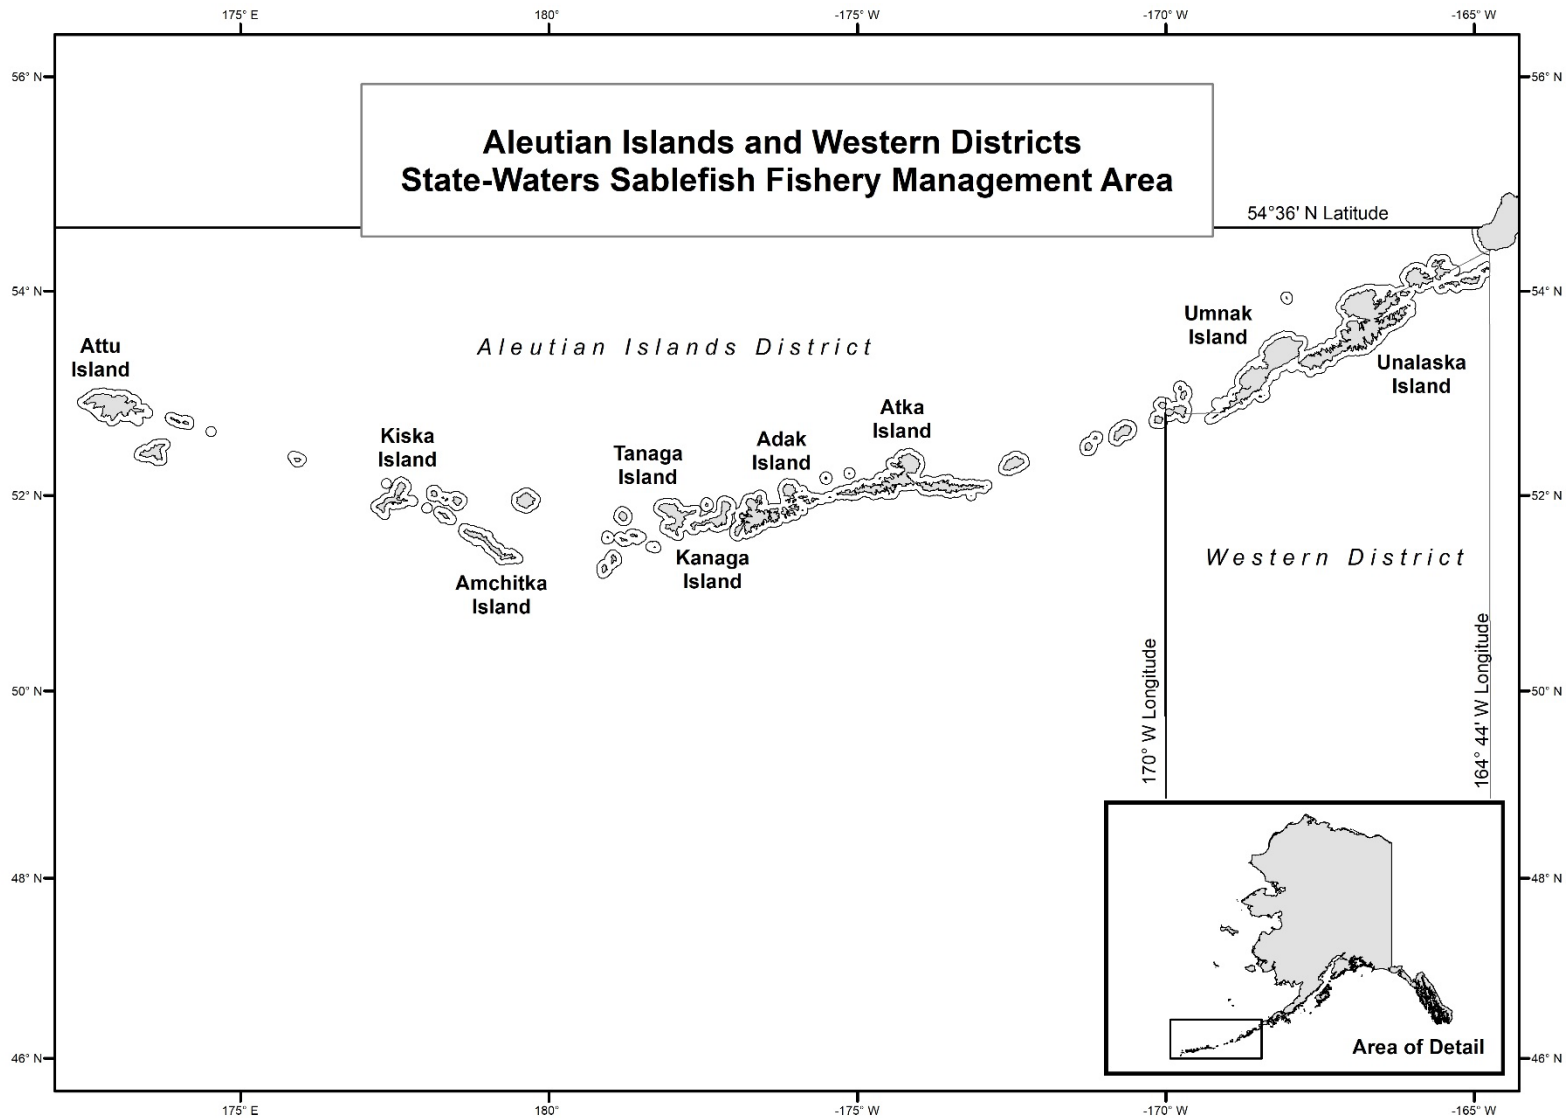 175° E
180°
-175° W
-170° W
-165° W
56° N
56° N
Aleutian Islands and Western Districts
State-Waters Sablefish Fishery Management Area
54°36' N Latitude
54° N
54° N
Umnak
Island
Attu
Island
Aleutian Islands District
Unalaska
Island
Atka
Island
Kiska
Island
Adak
Island
Tanaga
Island
52° N
52° N
Kanaga
Island
Western District
Amchitka
Island
170° W Longitude
164° 44' W Longitude
50° N
50° N
48° N
48° N
Area of Detail
46° N
46° N
175° E
180°
-175° W
-170° W
-165° W